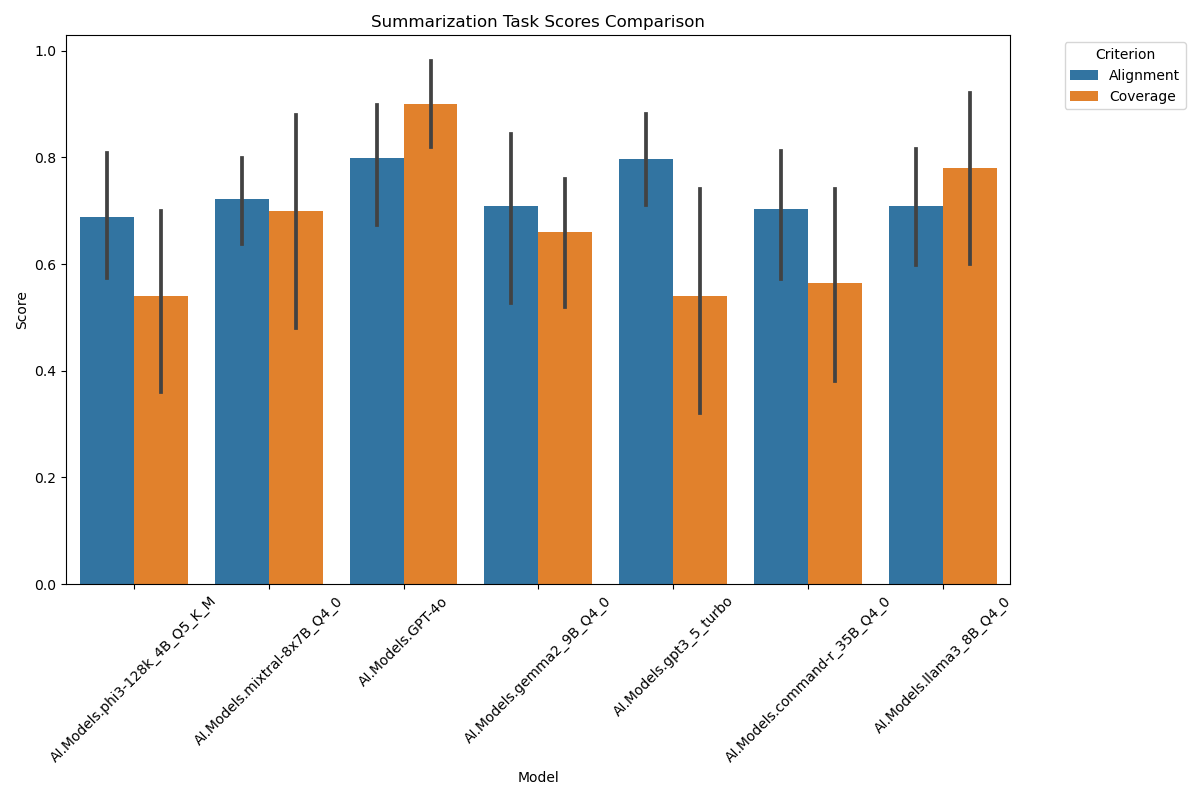 Summarization Task Scores Comparison
Criterion
Alignment
Coverage
Score
1.0
0.8
0.6
0.4
0.2
0.0
AI.Models.phi3-128k_4B_Q5_K_M
AI.Models.mixtral-8x7B_Q4_0
AI.Models.GPT-4o
AI.Models.gemma2_9B_Q4_0
AI.Models.gpt3_5_turbo
AI.Models.command-r_35B_Q4_0
AI.Models.llama3_8B_Q4_0
Model